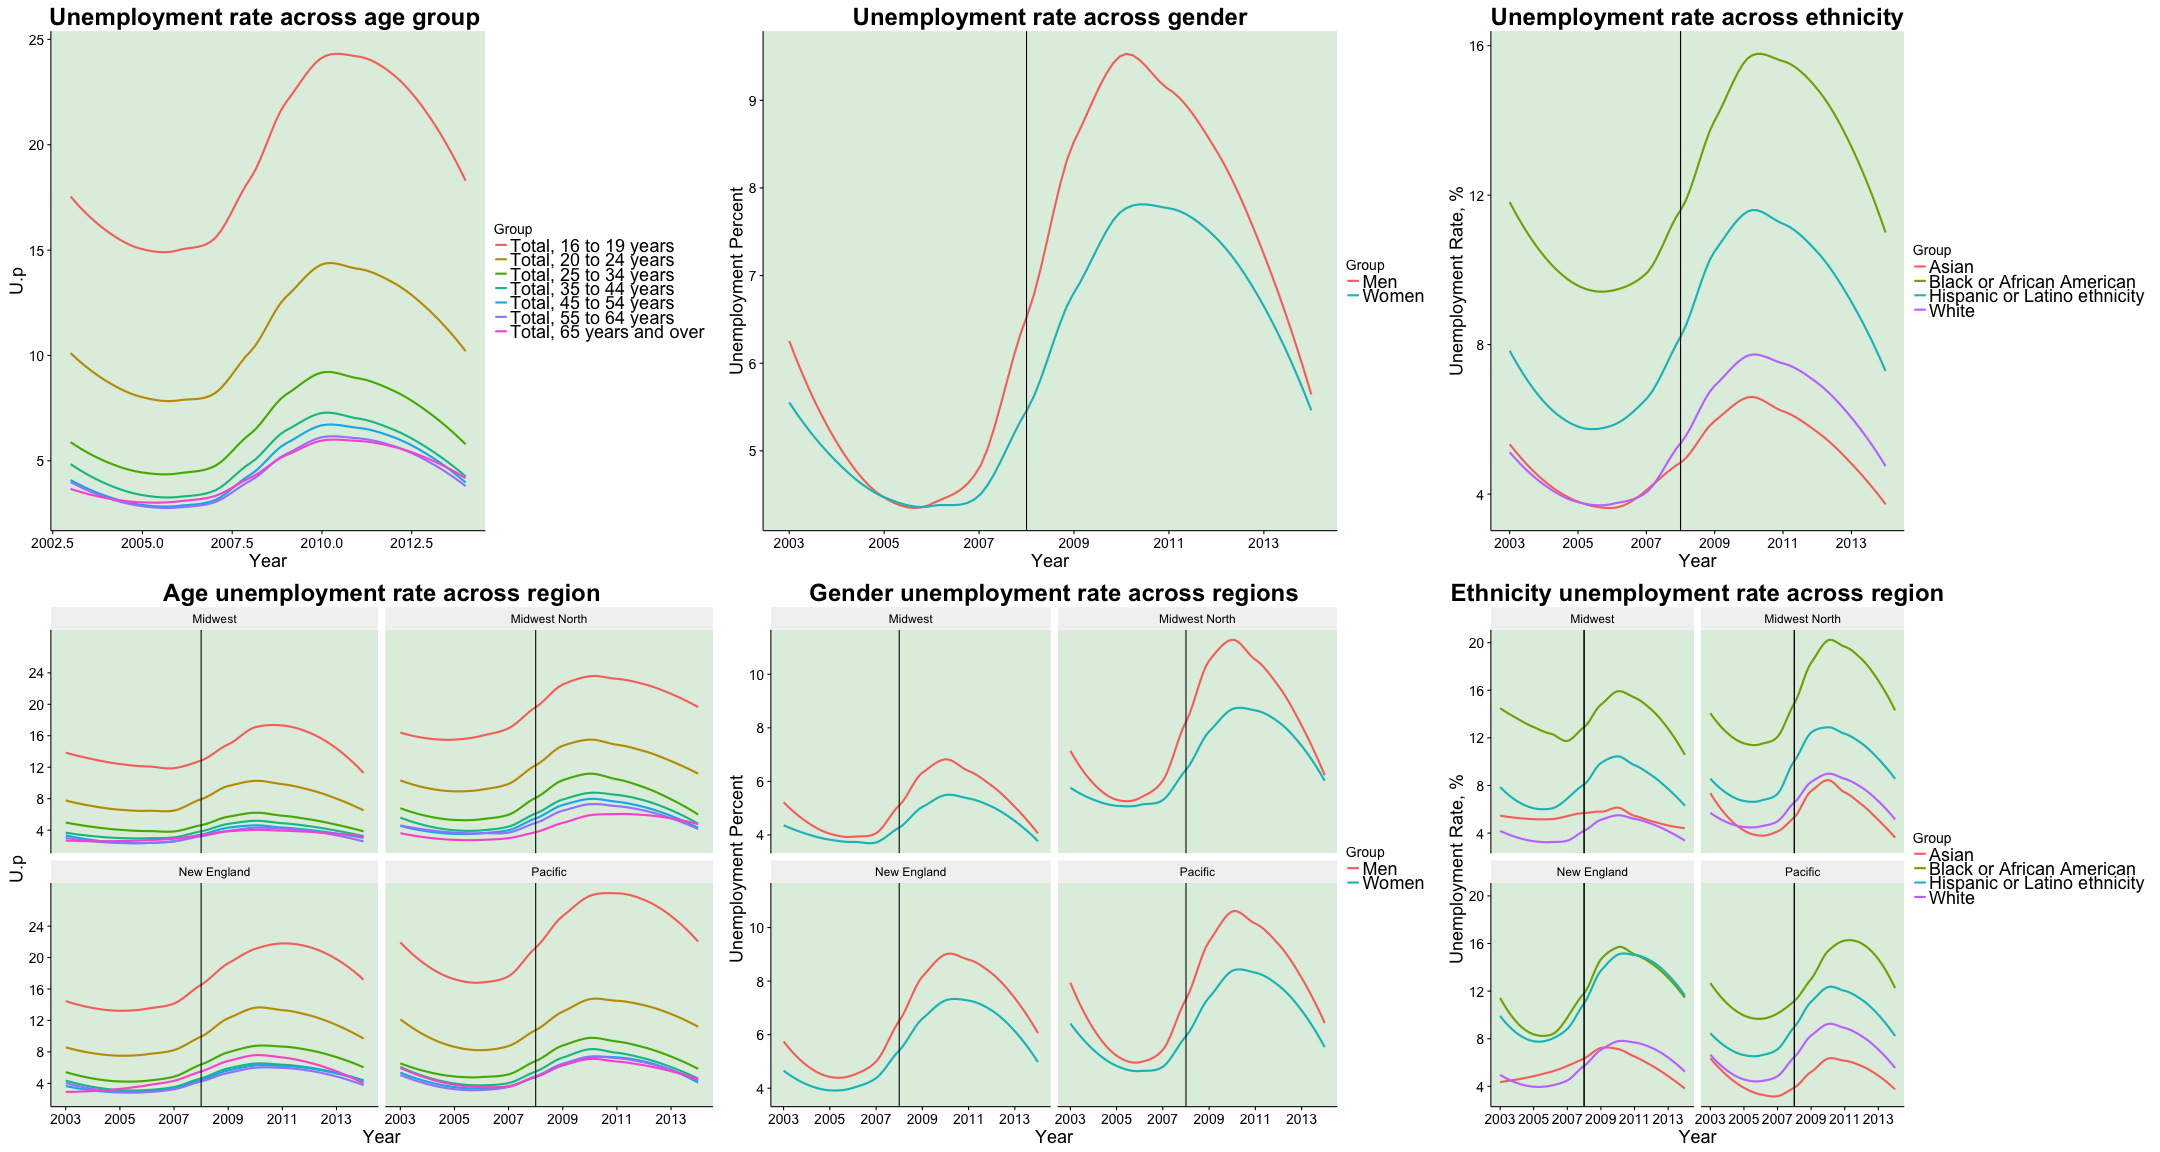 Unemployment rate across age group
U.p
25
20
15
10
5
2002.5 2005.0 2007.5 2010.0 2012.5
Year
Group
Total, 16 to 19 years
Total, 20 to 24 years
Total, 25 to 34 years
Total, 35 to 44 years
Total, 45 to 54 years
Total, 55 to 64 years
Total, 65 years and over
Unemployment rate across gender
Unemployment Percent
9
8
7
6
5
2003 2005 2007 2009 2011 2013
Year
Group
Men
Women
Unemployment rate across ethnicity
Unemployment Rate, %
16
12
8
4
2003 2005 2007 2009 2011 2013
Year
Group
Asian
Black or African American
Hispanic or Latino ethnicity
White
Age unemployment rate across region
U.p
Midwest Midwest North
24
20
16
12
8
4
New England Pacific
24
20
16
12
8
4
2003 2005 2007 2009 2011 2013 2003 2005 2007 2009 2011 2013
Year
Gender unemployment rate across regions
Unemployment Percent
Midwest Midwest North
10
8
6
4
New England Pacific
10
8
6
4
2003 2005 2007 2009 2011 2013 2003 2005 2007 2009 2011 2013
Year
Group
Men
Women
Ethnicity unemployment rate across region
Unemployment Rate, %
Midwest Midwest North
20
16
12
8
4
New England Pacific
20
16
12
8
4
2003 2005 2007 2009 2011 2013 2003 2005 2007 2009 2011 2013
Year
Group
Asian
Black or African American
Hispanic or Latino ethnicity
White